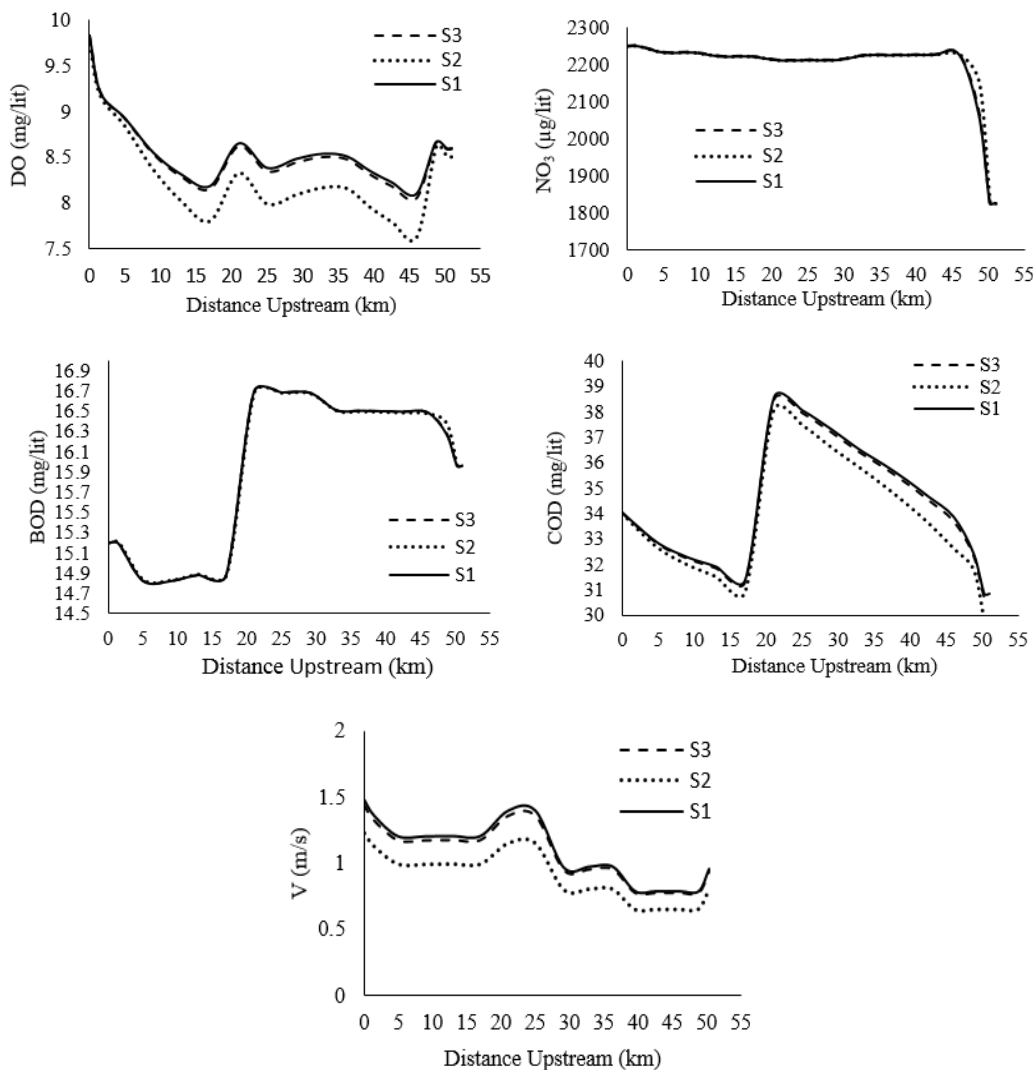 DO (mg/lit)
10
9.5
9
8.5
8
7.5
0 5 10 15 20 25 30 35 40 45 50 55
Distance Upstream (km)
S3
S2
S1
NO₃ (µg/lit)
2300
2200
2100
2000
1900
1800
1700
0 5 10 15 20 25 30 35 40 45 50 55
Distance Upstream (km)
S3
S2
S1
BOD (mg/lit)
16.9
16.7
16.5
16.3
16.1
15.9
15.7
15.5
15.3
15.1
14.9
14.7
14.5
0 5 10 15 20 25 30 35 40 45 50 55
Distance Upstream (km)
S3
S2
S1
COD (mg/lit)
40
39
38
37
36
35
34
33
32
31
30
0 5 10 15 20 25 30 35 40 45 50 55
Distance Upstream (km)
S3
S2
S1
V (m/s)
2
1.5
1
0.5
0
0 5 10 15 20 25 30 35 40 45 50 55
Distance Upstream (km)
S3
S2
S1